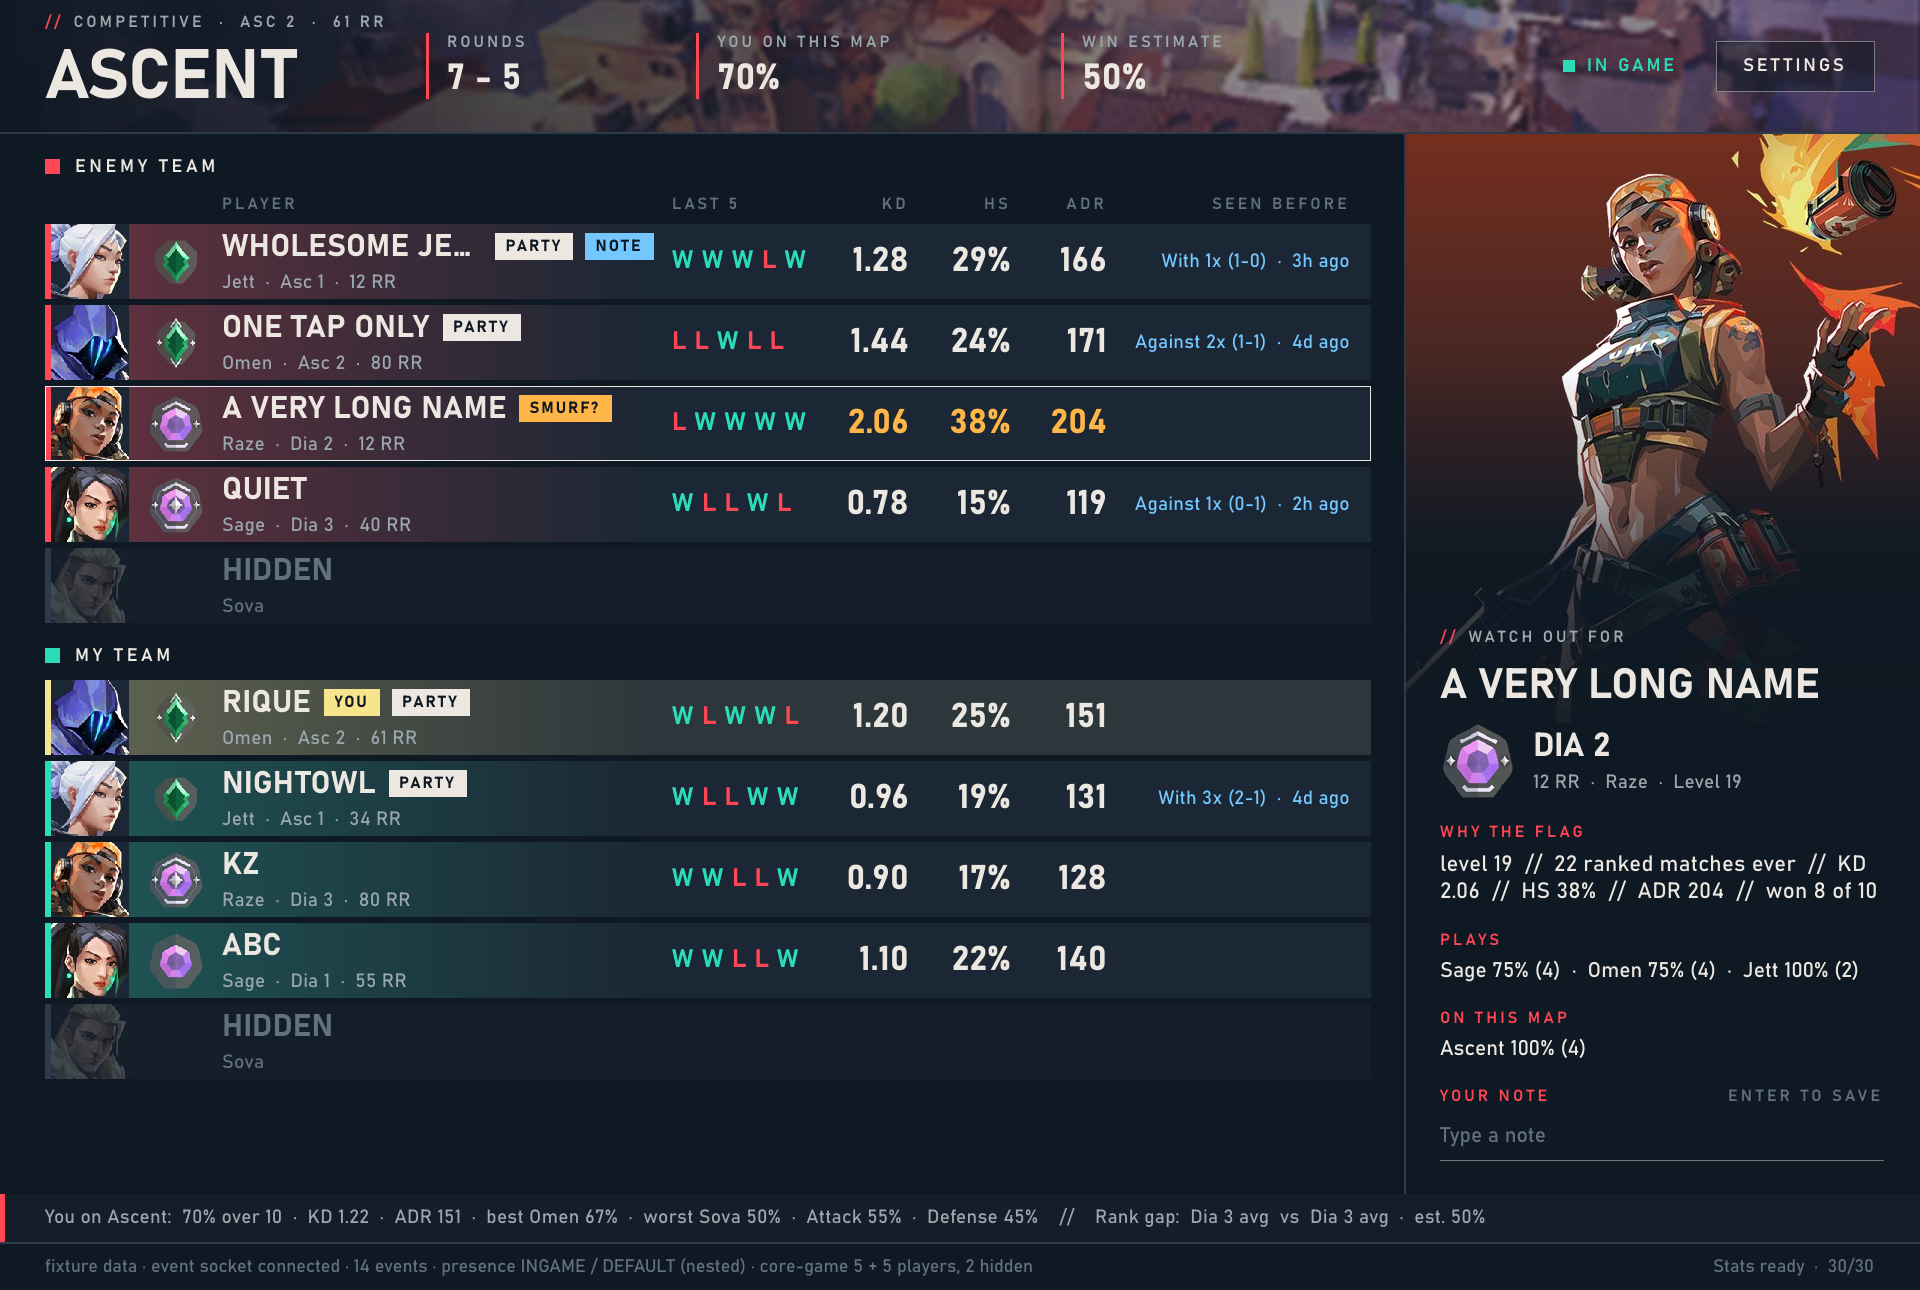 // COMPETITIVE · ASC 2 · 61 RR
ASCENT
ROUNDS
7 - 5
YOU ON THIS MAP
70%
WIN ESTIMATE
50%
IN GAME
SETTINGS
ENEMY TEAM
PLAYER LAST 5 KD HS ADR SEEN BEFORE
WHOLESOME JE... PARTY NOTE W W W L W 1.28 29% 166 With 1x (1-0) · 3h ago
Jett · Asc 1 · 12 RR
ONE TAP ONLY PARTY L L W L L 1.44 24% 171 Against 2x (1-1) · 4d ago
Omen · Asc 2 · 80 RR
A VERY LONG NAME SMURF? L W W W W 2.06 38% 204
Raze · Dia 2 · 12 RR
QUIET W L L W L 0.78 15% 119 Against 1x (0-1) · 2h ago
Sage · Dia 3 · 40 RR
HIDDEN
Sova
MY TEAM
RIQUE YOU PARTY W L W W L 1.20 25% 151
Omen · Asc 2 · 61 RR
NIGHTOWL PARTY W L L W W 0.96 19% 131 With 3x (2-1) · 4d ago
Jett · Asc 1 · 34 RR
KZ W W L L W 0.90 17% 128
Raze · Dia 3 · 80 RR
ABC W W L L W 1.10 22% 140
Sage · Dia 1 · 55 RR
HIDDEN
Sova
// WATCH OUT FOR
A VERY LONG NAME
DIA 2
12 RR · Raze · Level 19
WHY THE FLAG
level 19 // 22 ranked matches ever // KD
2.06 // HS 38% // ADR 204 // won 8 of 10
PLAYS
Sage 75% (4) · Omen 75% (4) · Jett 100% (2)
ON THIS MAP
Ascent 100% (4)
YOUR NOTE ENTER TO SAVE
Type a note
You on Ascent: 70% over 10 · KD 1.22 · ADR 151 · best Omen 67% · worst Sova 50% · Attack 55% · Defense 45% // Rank gap: Dia 3 avg vs Dia 3 avg · est. 50%
fixture data · event socket connected · 14 events · presence INGAME / DEFAULT (nested) · core-game 5 + 5 players, 2 hidden
Stats ready · 30/30